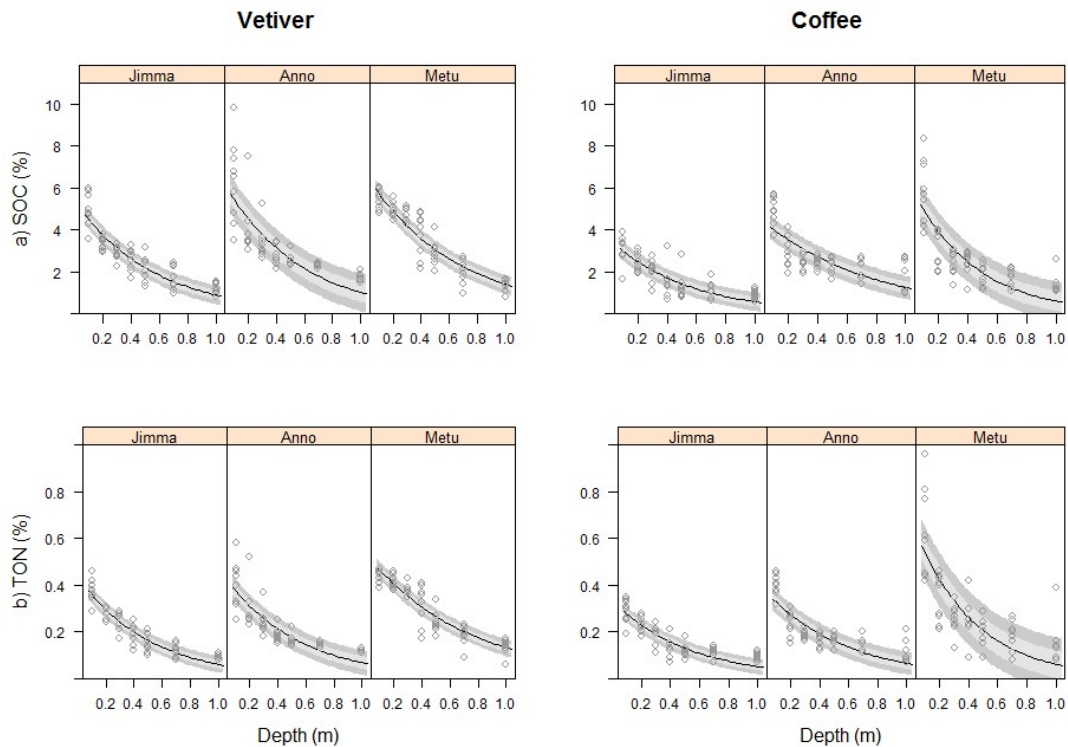 Vetiver Coffee
Jimma Anno Metu Jimma Anno Metu
10 10
8 8
6 6
4 4
2 2
a) SOC (%)
0.2 0.4 0.6 0.8 1.0 0.2 0.4 0.6 0.8 1.0 0.2 0.4 0.6 0.8 1.0 0.2 0.4 0.6 0.8 1.0 0.2 0.4 0.6 0.8 1.0 0.2 0.4 0.6 0.8 1.0
Jimma Anno Metu Jimma Anno Metu
0.8 0.8
0.6 0.6
0.4 0.4
0.2 0.2
b) TON (%)
0.2 0.4 0.6 0.8 1.0 0.2 0.4 0.6 0.8 1.0 0.2 0.4 0.6 0.8 1.0 0.2 0.4 0.6 0.8 1.0 0.2 0.4 0.6 0.8 1.0 0.2 0.4 0.6 0.8 1.0
Depth (m) Depth (m)